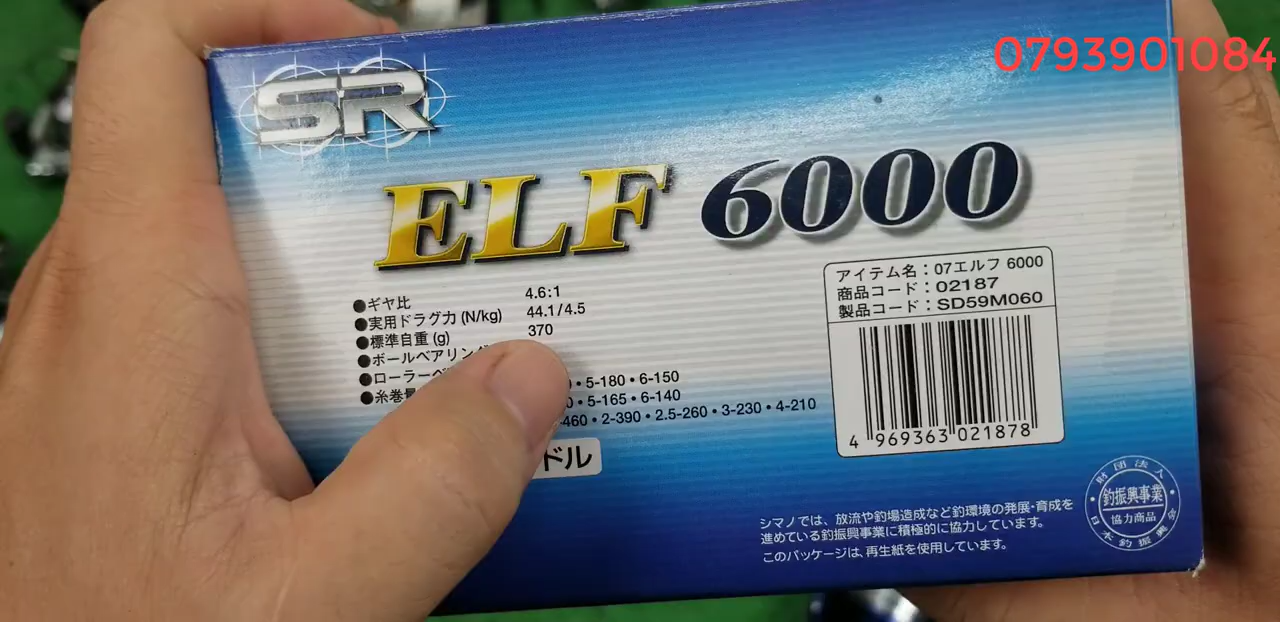 0793901084
SR
ELF 6000
●ギヤ比 4.6:1
●実用ドラグ力 (N/kg) 44.1/4.5
●標準自重 (g) 370
●ボールベアリング
●ローラーベ
●糸巻量
•5-180•6-150
•5-165•6-140
-460•2-390•2.5-260•3-230•4-210
ドル
アイテム名:07エルフ 6000
商品コード:02187
製品コード:SD59M060
4 969363 021878
シマノでは、放流や釣場造成など釣環境の発展・育成を
進めている釣振興事業に積極的に協力しています。
このパッケージは、再生紙を使用しています。
財団法人
釣振興事業
協力商品
日本釣振興会